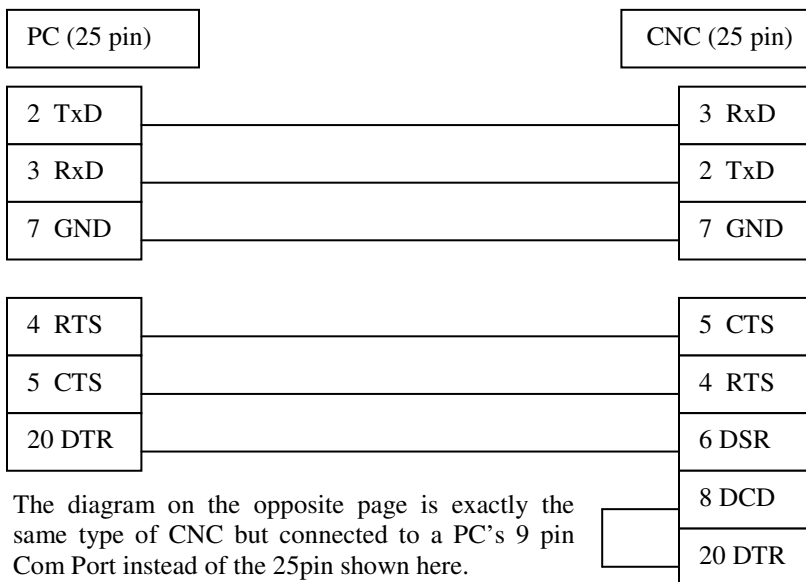 PC (25 pin)
CNC (25 pin)
2 TxD
3 RxD
3 RxD
2 TxD
7 GND
7 GND
4 RTS
5 CTS
5 CTS
4 RTS
20 DTR
6 DSR
8 DCD
20 DTR
The diagram on the opposite page is exactly the
same type of CNC but connected to a PC's 9 pin
Com Port instead of the 25pin shown here.